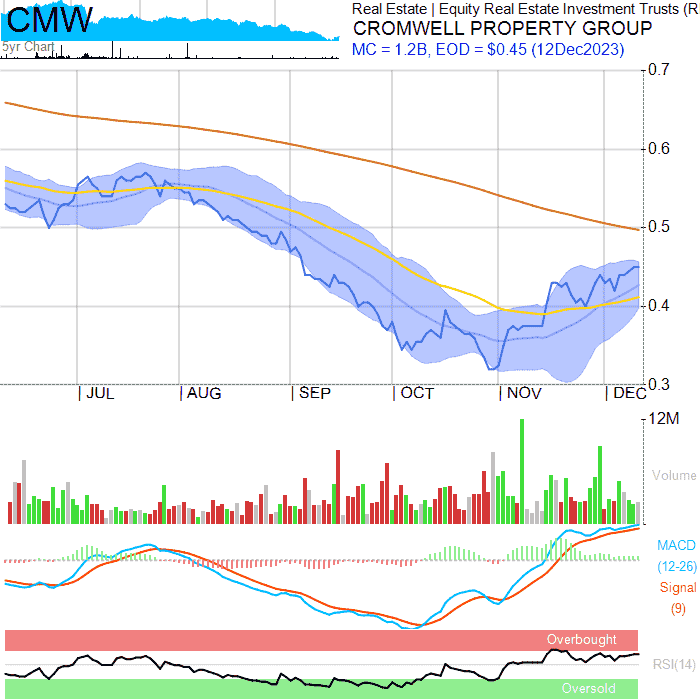 CMW
5yr Chart
Real Estate | Equity Real Estate Investment Trusts (R
CROMWELL PROPERTY GROUP
MC = 1.2B, EOD = $0.45 (12Dec2023)
0.7
0.6
0.5
0.4
0.3
| JUL | AUG | SEP | OCT | NOV | DEC
12M
Volume
MACD
(12-26)
Signal
(9)
Overbought
RSI(14)
Oversold